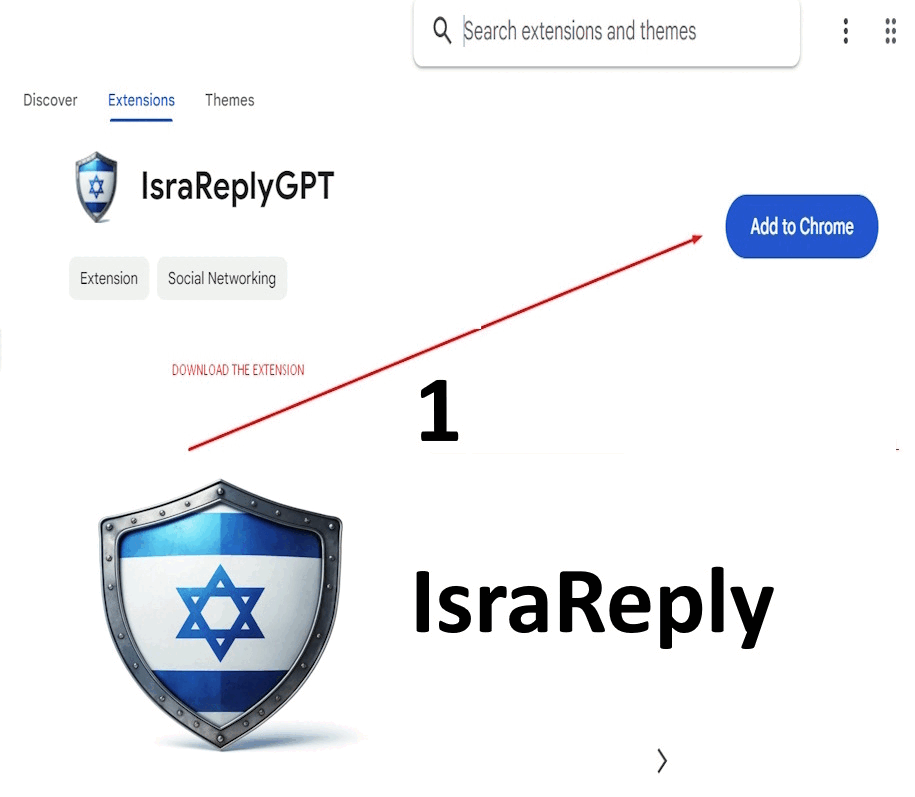 Search extensions and themes
Discover Extensions Themes
IsraReplyGPT
Add to Chrome
Extension Social Networking
DOWNLOAD THE EXTENSION
1
IsraReply